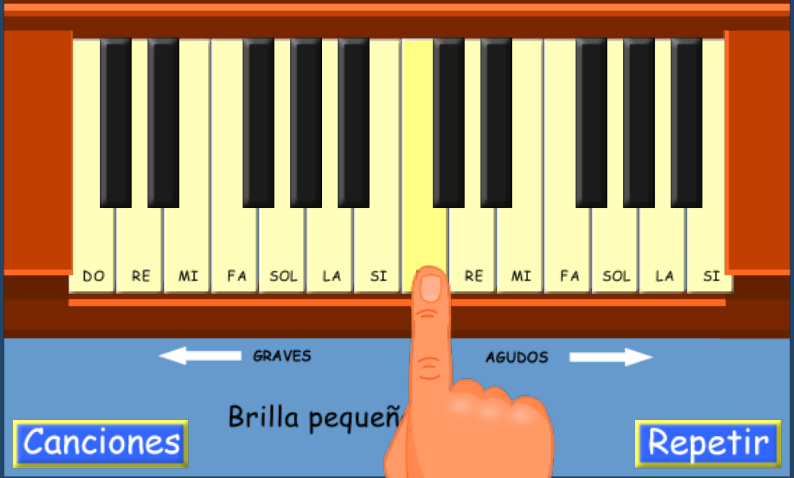 DO RE MI FA SOL LA SI RE MI FA SOL LA SI
GRAVES AGUDOS
Brilla pequeñ
Canciones Repetir